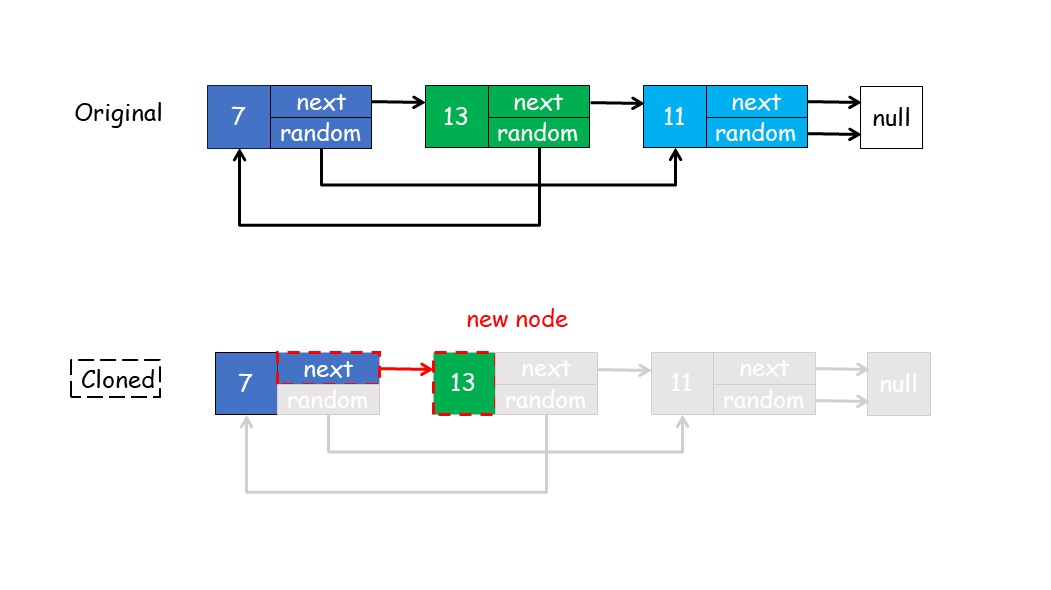 Original
7 next 13 next 11 next null
random random random
new node
Cloned
7 next 13 next 11 next null
random random random